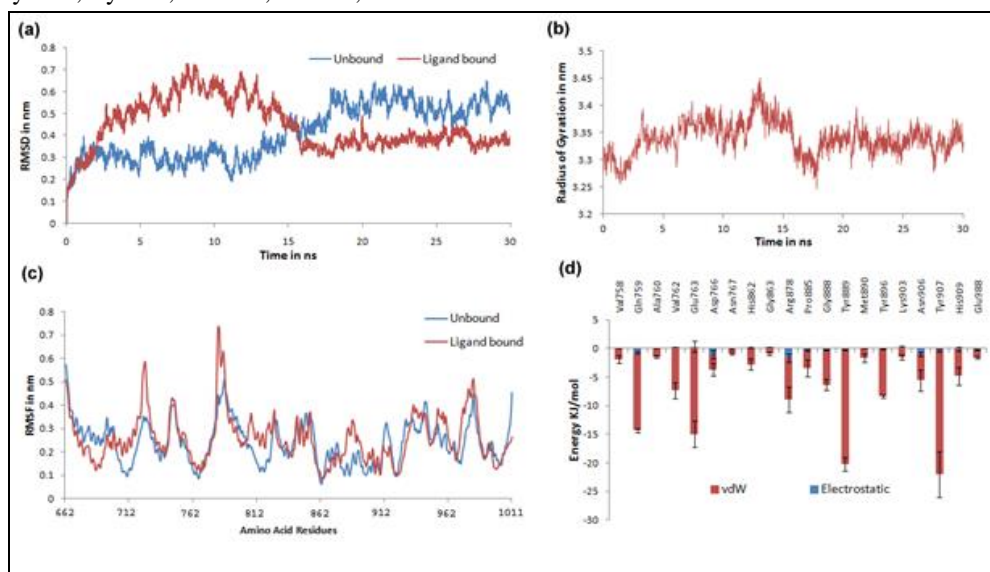 (a)
0.8
0.7
0.6
0.5
0.4
0.3
0.2
0.1
0
RMSD in nm
Unbound
Ligand bound
0 5 10 15 20 25 30
Time in ns
(b)
3.5
3.45
3.4
3.35
3.3
3.25
3.2
Radius of Gyration in nm
0 5 10 15 20 25 30
Time in ns
(c)
0.8
0.7
0.6
0.5
0.4
0.3
0.2
0.1
0
RMSF in nm
Unbound
Ligand bound
662 712 762 812 862 912 962 1011
Amino Acid Residues
(d)
Val758
Gln759
Ala760
Val762
Glu763
Asp766
Asn767
His862
Gly863
Arg878
Pro885
Gly888
Tyr889
Met890
Tyr896
Lys903
Asn906
Tyr907
His909
Glu988
5
0
-5
-10
-15
-20
-25
-30
Energy KJ/mol
vdW
Electrostatic